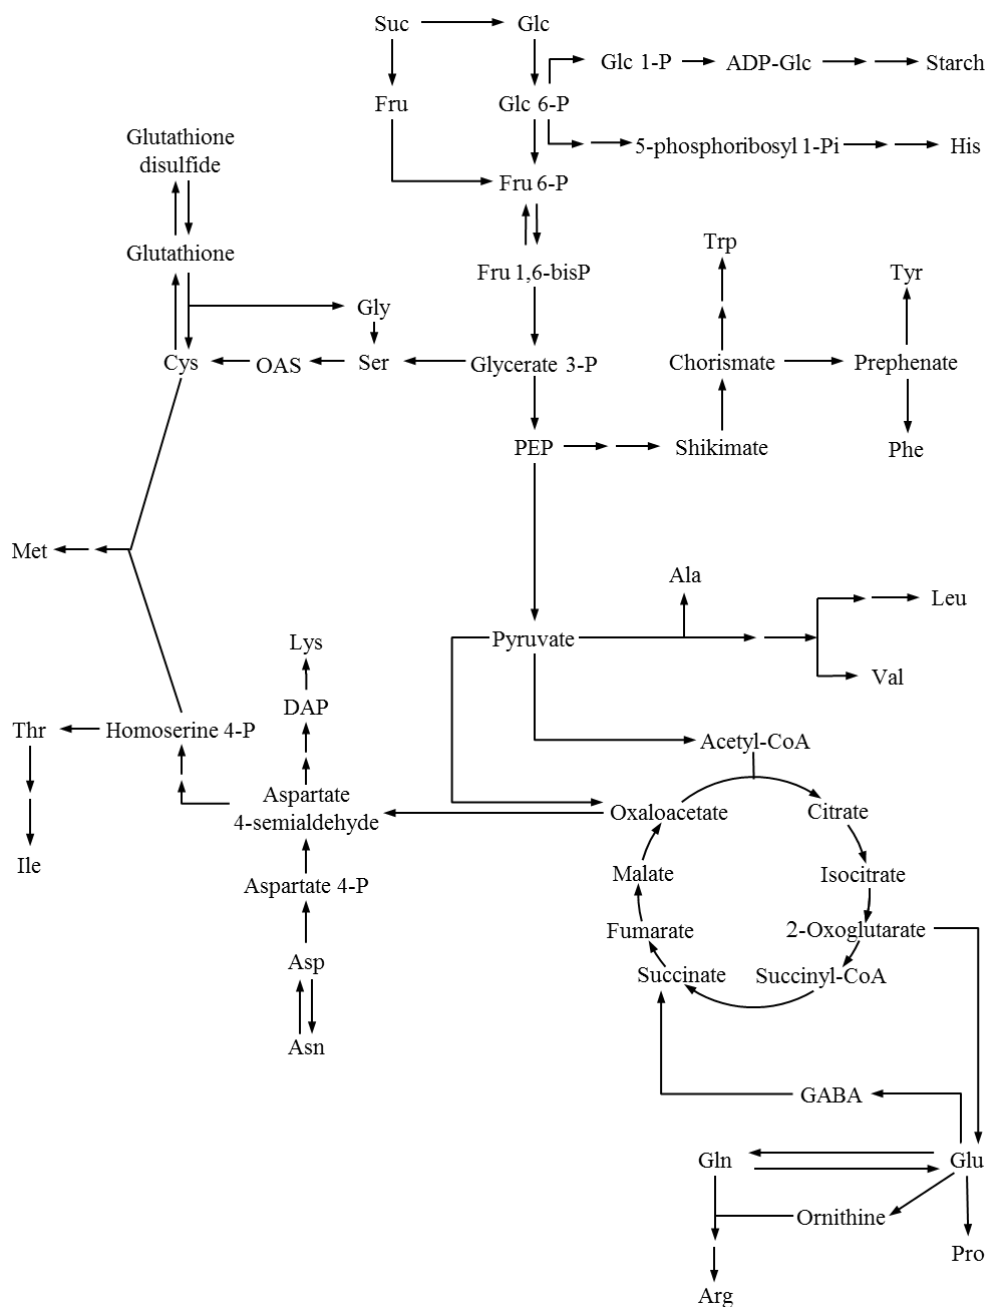 Suc
Glc
Glc 1-P
ADP-Glc
Starch
Fru
Glc 6-P
Glutathione
disulfide
5-phosphoribosyl 1-Pi
His
Fru 6-P
Trp
Glutathione
Fru 1,6-bisP
Tyr
Gly
Cys
OAS
Ser
Glycerate 3-P
Chorismate
Prephenate
PEP
Shikimate
Phe
Met
Ala
Leu
Lys
Pyruvate
Val
DAP
Thr
Homoserine 4-P
Acetyl-CoA
Aspartate
4-semialdehyde
Oxaloacetate
Citrate
Ile
Malate
Isocitrate
Aspartate 4-P
Fumarate
2-Oxoglutarate
Asp
Succinate
Succinyl-CoA
Asn
GABA
Gln
Glu
Ornithine
Pro
Arg